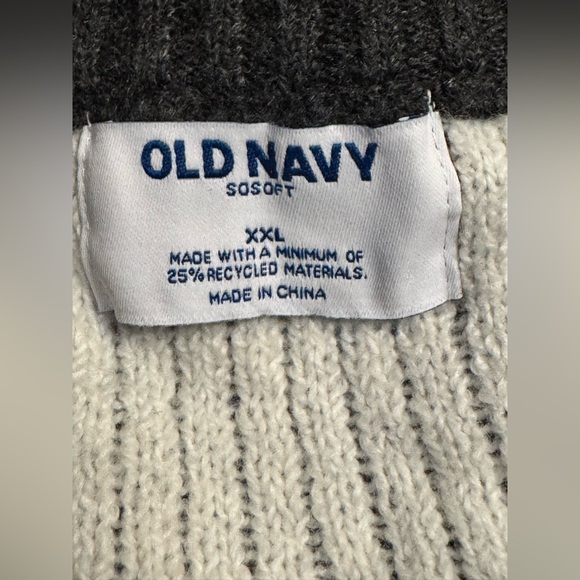 OLD NAVY
SOSOFT
XXL
MADE WITH A MINIMUM OF
25% RECYCLED MATERIALS.
MADE IN CHINA